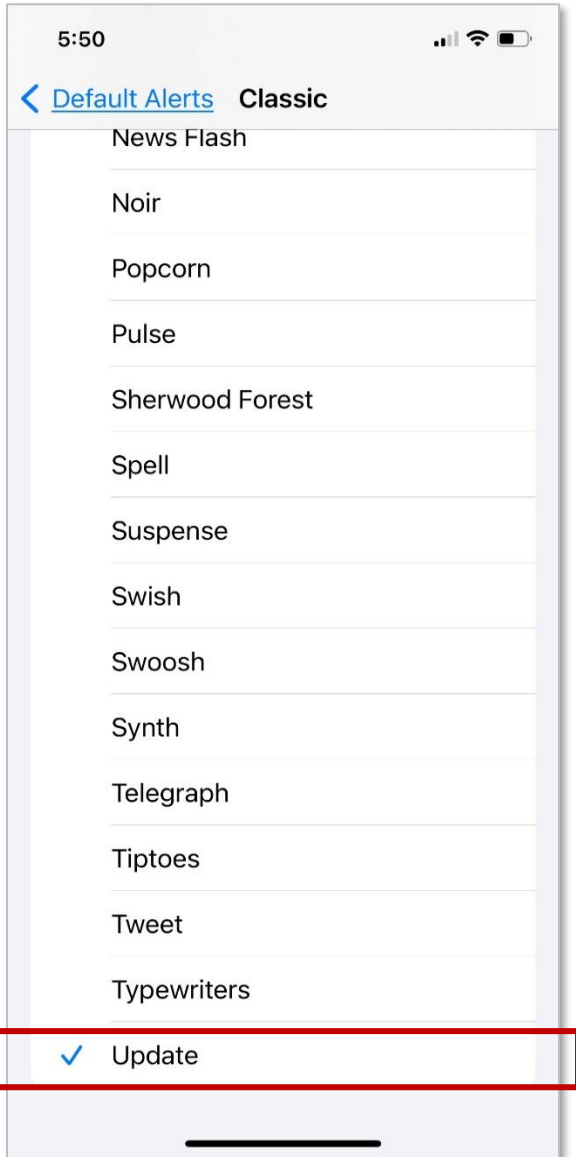 5:50
Default Alerts Classic
News Flash
Noir
Popcorn
Pulse
Sherwood Forest
Spell
Suspense
Swish
Swoosh
Synth
Telegraph
Tiptoes
Tweet
Typewriters
Update